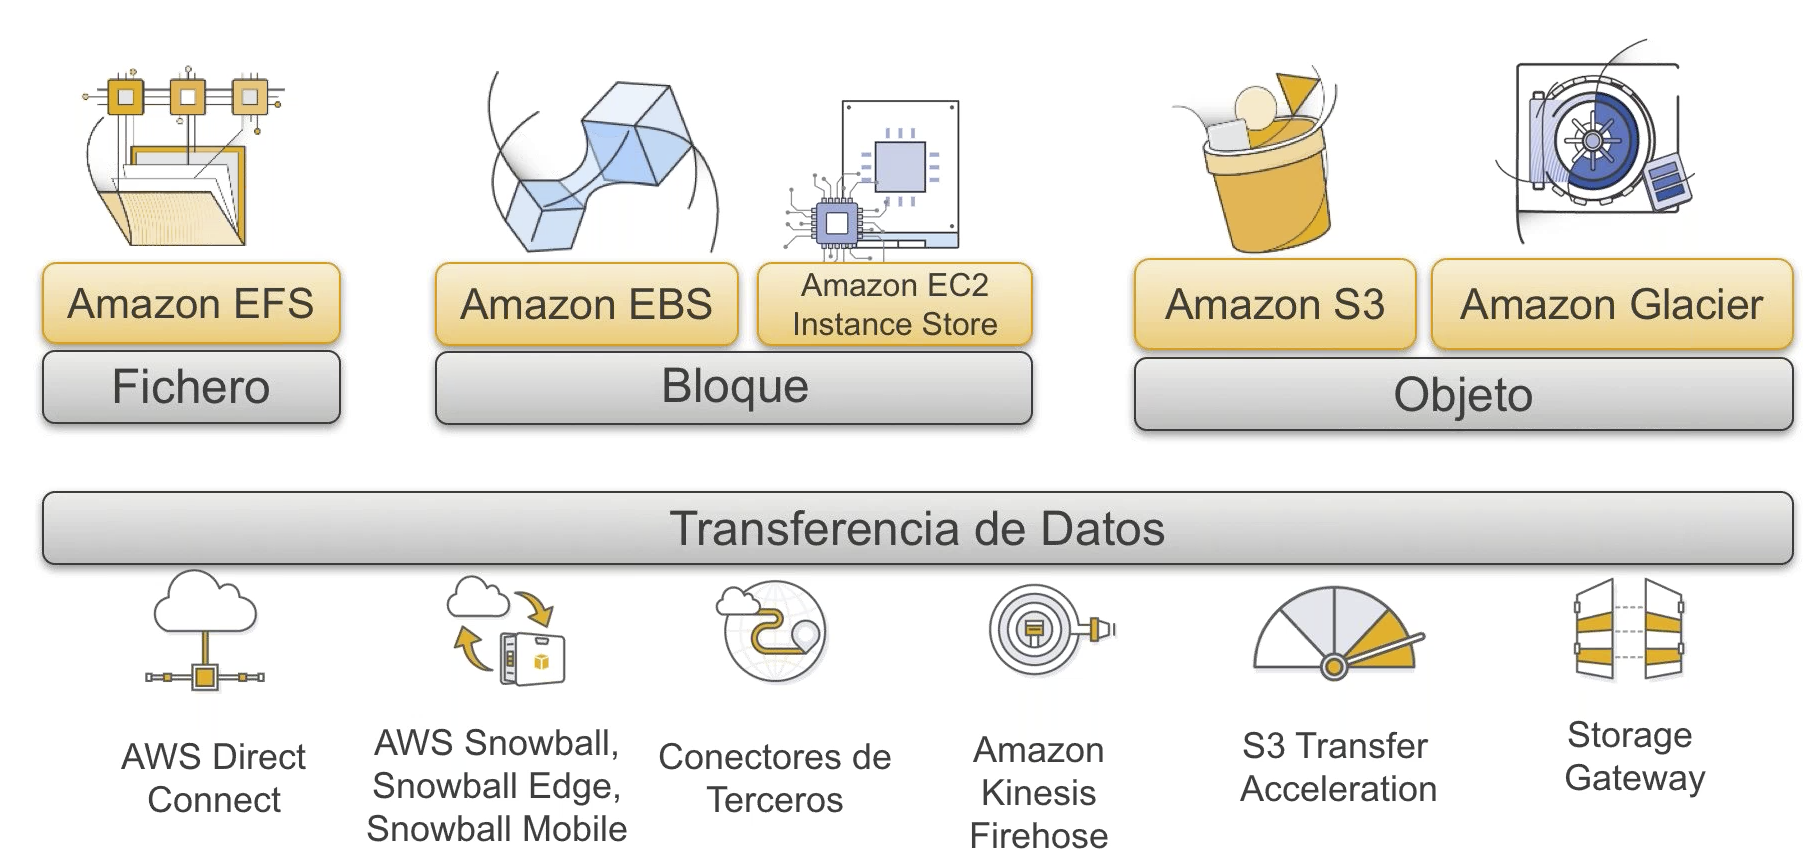 Amazon EFS
Amazon EBS
Amazon EC2
Instance Store
Amazon S3
Amazon Glacier
Fichero
Bloque
Objeto
Transferencia de Datos
AWS Direct
Connect
AWS Snowball,
Snowball Edge,
Snowball Mobile
Conectores de
Terceros
Amazon
Kinesis
Firehose
S3 Transfer
Acceleration
Storage
Gateway